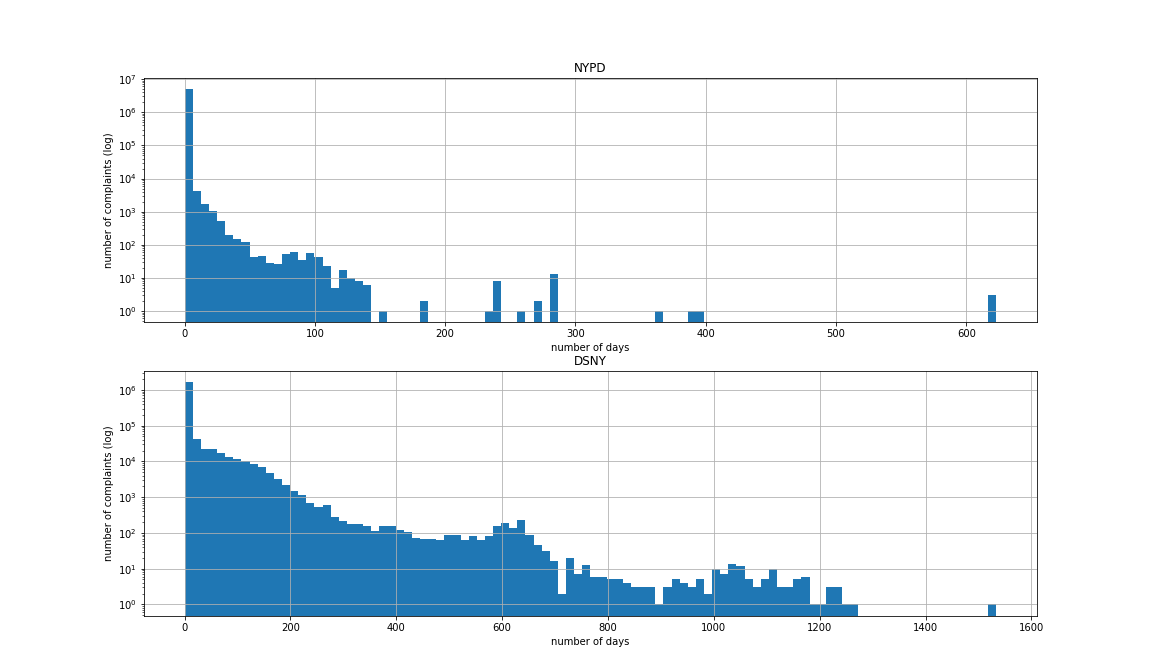 NYPD
number of complaints (log)
10⁷
10⁶
10⁵
10⁴
10³
10²
10¹
10⁰
0 100 200 300 400 500 600
number of days
DSNY
number of complaints (log)
10⁶
10⁵
10⁴
10³
10²
10¹
10⁰
0 200 400 600 800 1000 1200 1400 1600
number of days